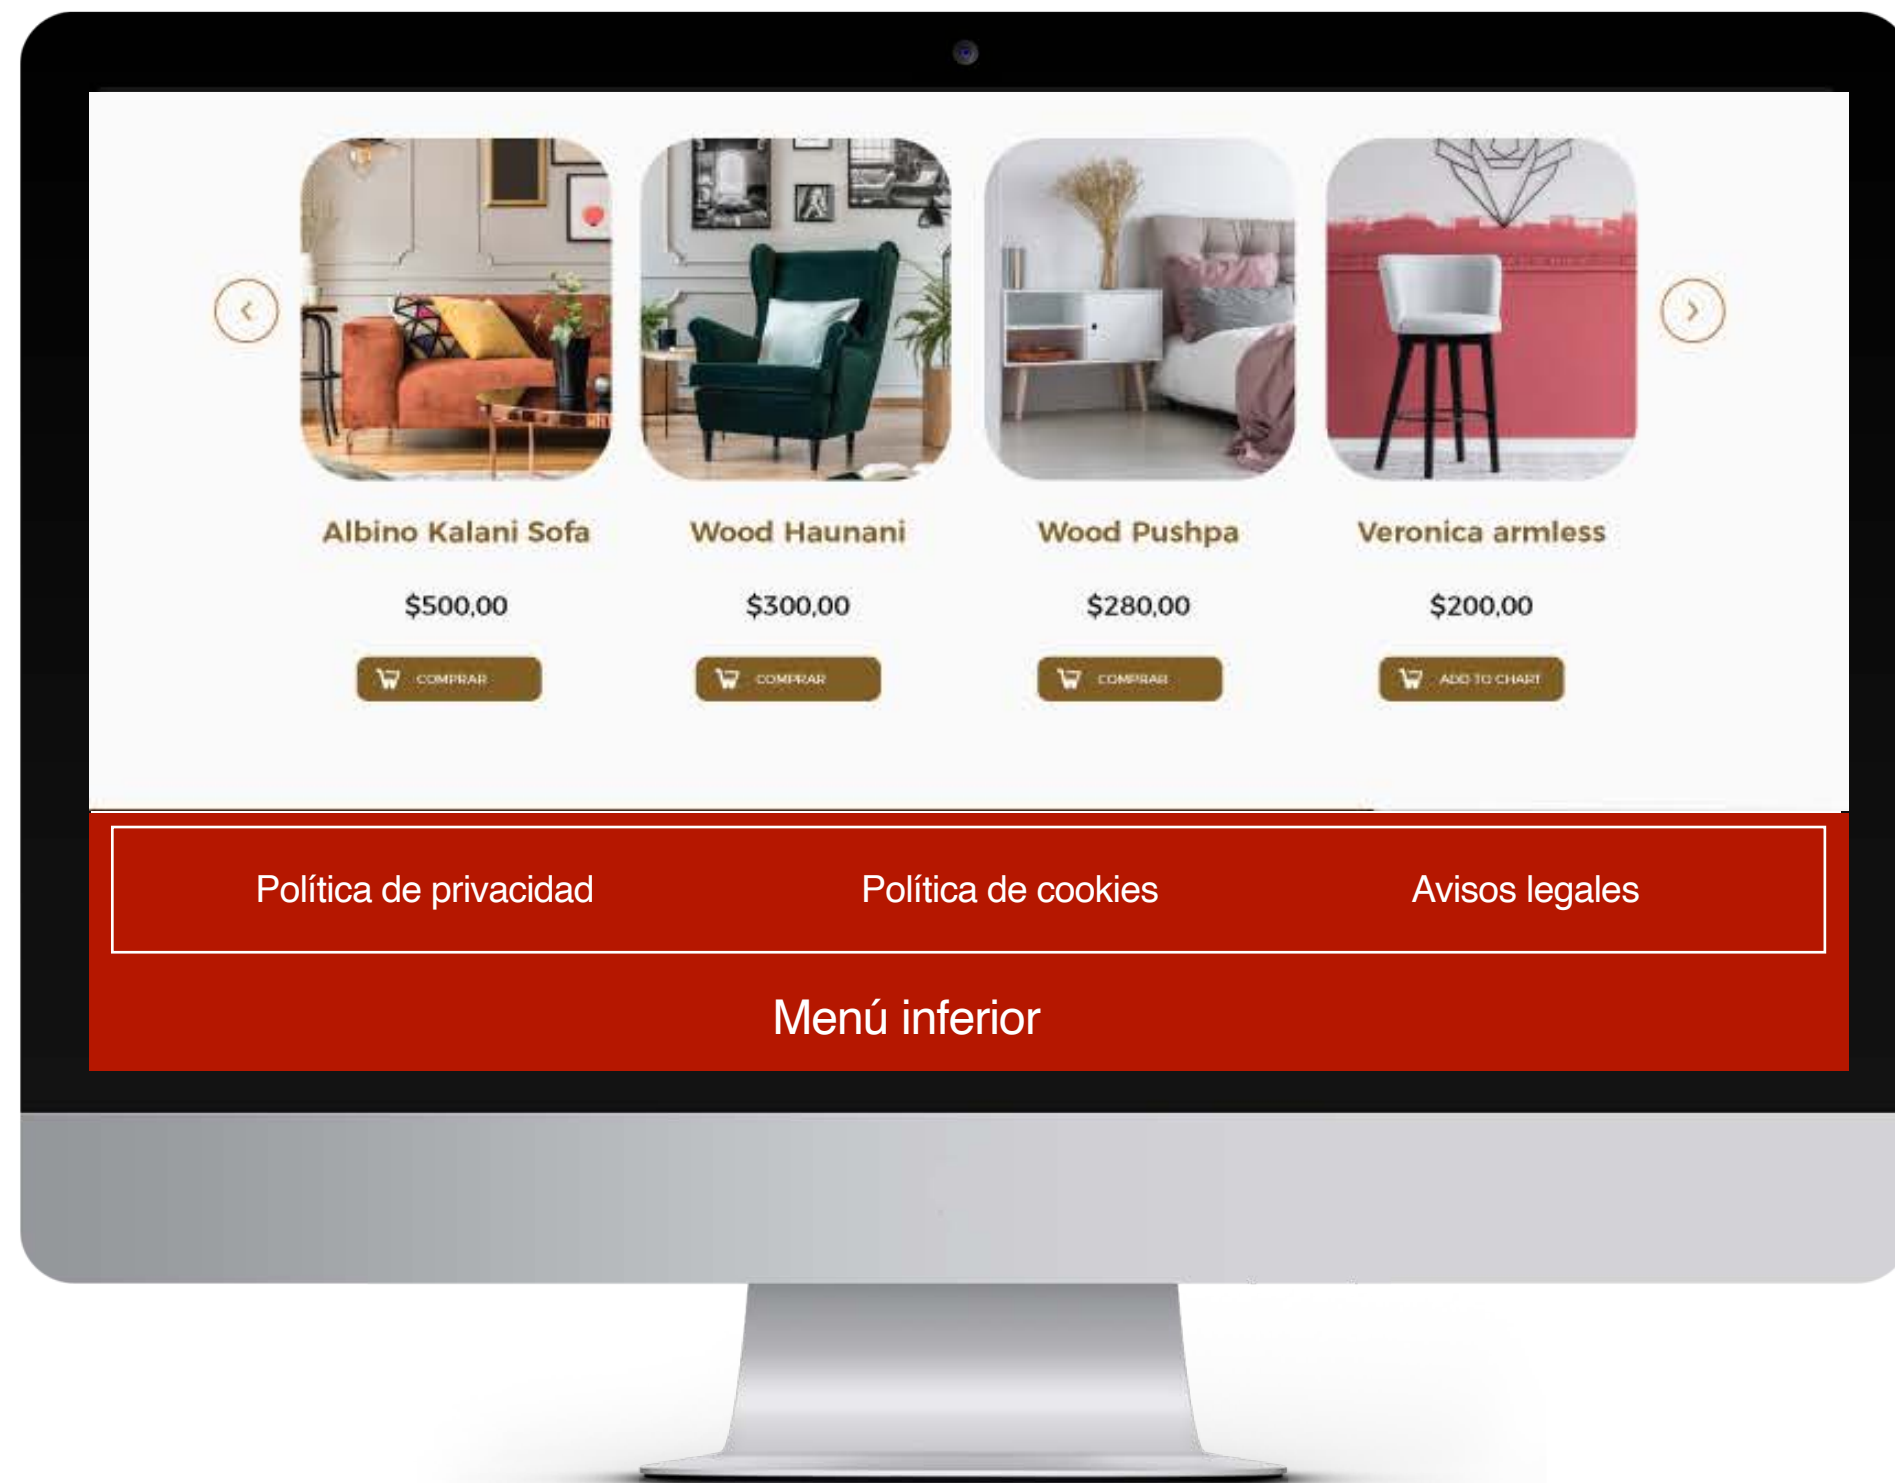 Albino Kalani Sofa Wood Haunani Wood Pushpa Veronica armless
$500,00 $300,00 $280,00 $200,00
COMPRAR COMPRAR COMPRAR ADD TO CHART
Política de privacidad Política de cookies Avisos legales
Menú inferior